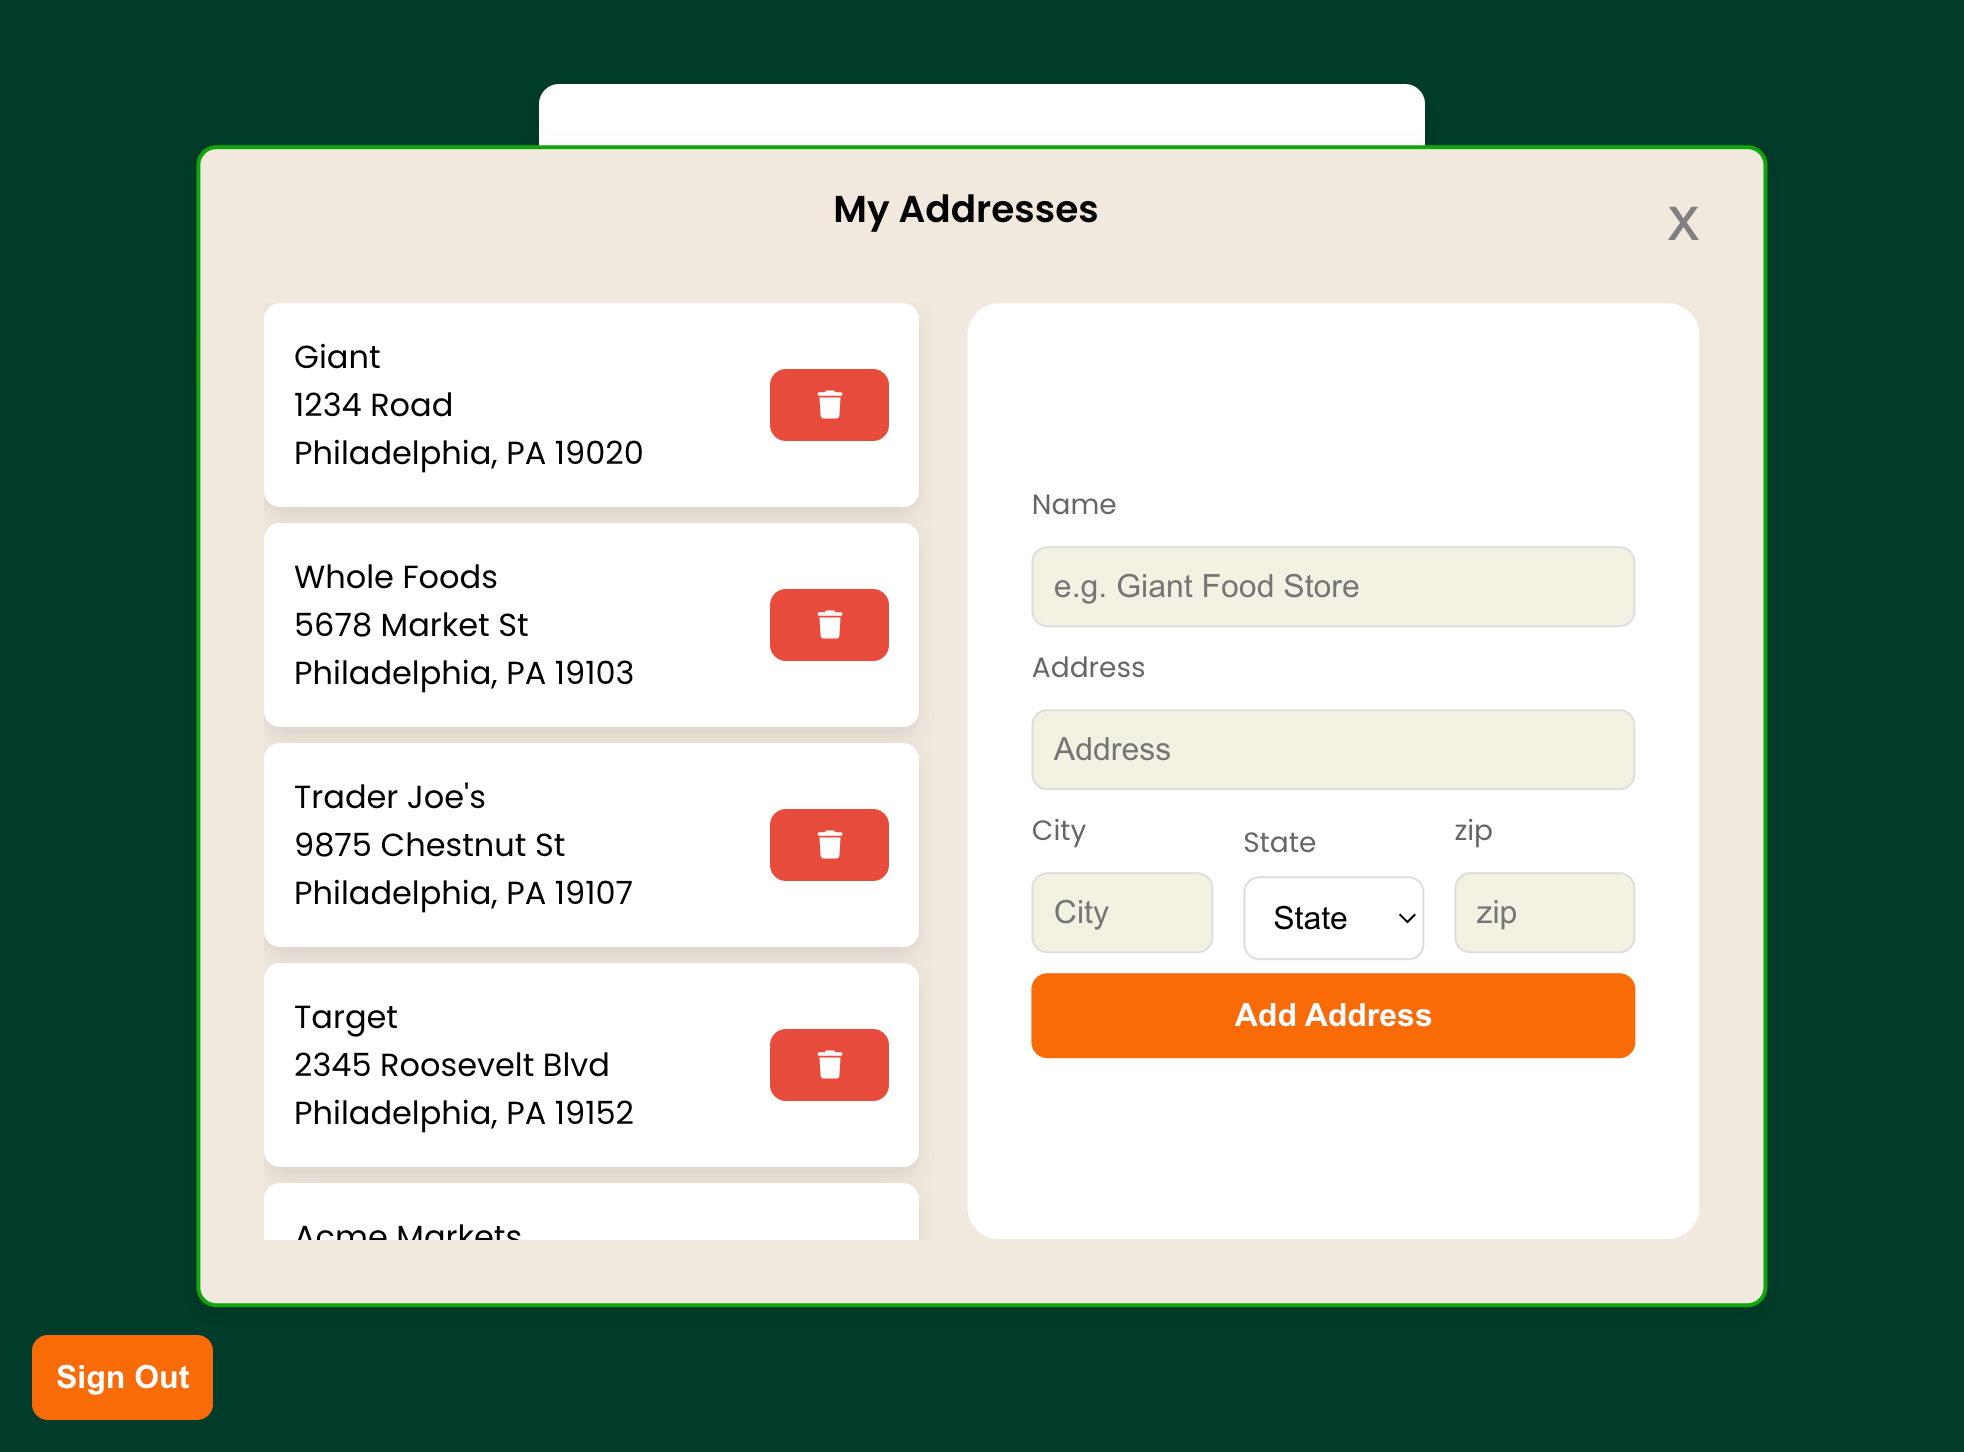 My Addresses
X
Giant
1234 Road
Philadelphia, PA 19020
Whole Foods
5678 Market St
Philadelphia, PA 19103
Trader Joe's
9875 Chestnut St
Philadelphia, PA 19107
Target
2345 Roosevelt Blvd
Philadelphia, PA 19152
Acme Markets
Name
e.g. Giant Food Store
Address
Address
City State zip
City State zip
Add Address
Sign Out